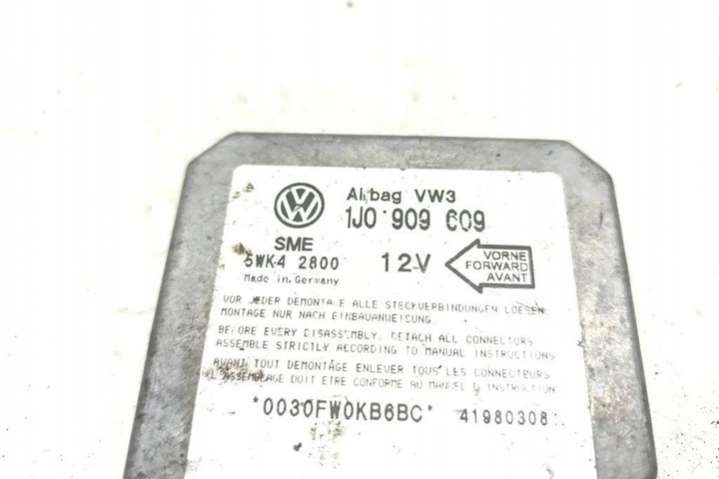 Airbag VW3
1J0 909 609
SME
5WK4 2800
Made in Germany
12V
VORNE
FORWARD
AVANT
VOR JEDER DEMONTAGE ALLE STECKVERBINDUNGEN LOESEN
MONTAGE NUR NACH EINBAUANWEISUNG
BEFORE EVERY DISASSEMBLY, DETACH ALL CONNECTORS
ASSEMBLE STRICTLY ACCORDING TO MANUAL INSTRUCTIONS
AVANT TOUT DEMONTAGE ENLEVER TOUS LES CONNECTEURS
L'ASSEMBLAGE DOIT ETRE CONFORME AU MANUEL D'INSTRUCTION
*0030FW0KB6BC* 41980308